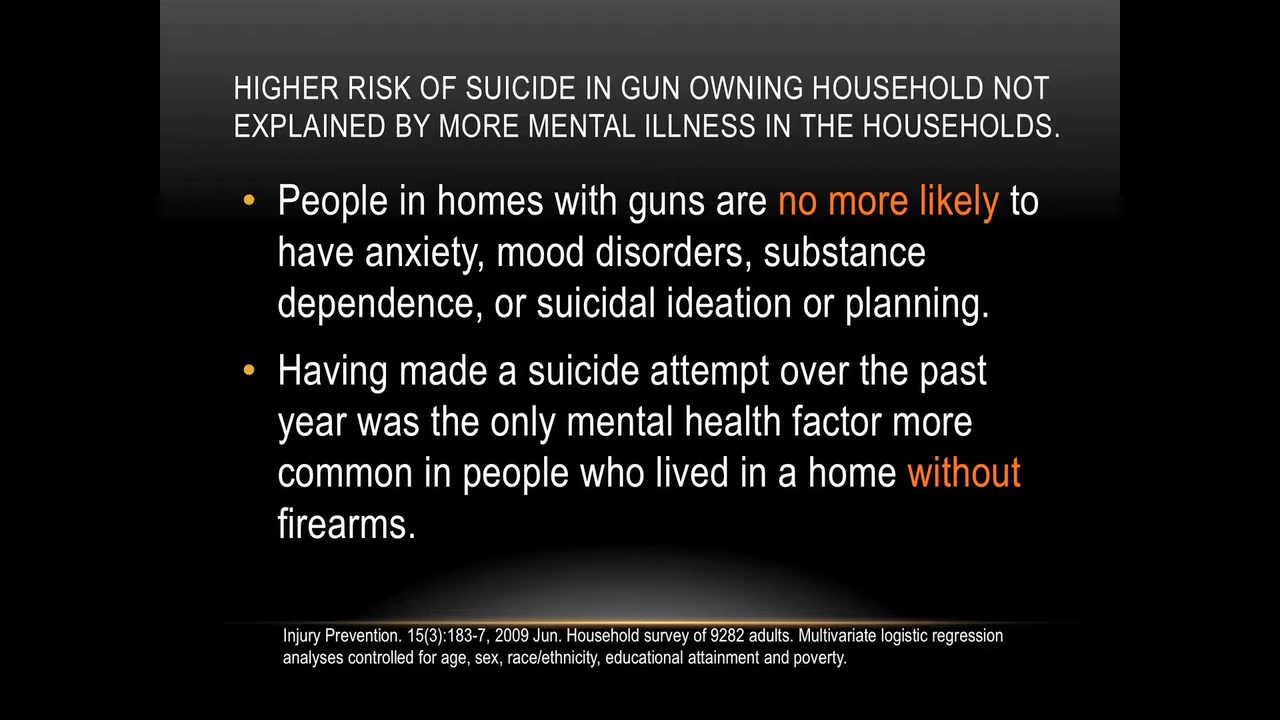 HIGHER RISK OF SUICIDE IN GUN OWNING HOUSEHOLD NOT
EXPLAINED BY MORE MENTAL ILLNESS IN THE HOUSEHOLDS.
• People in homes with guns are no more likely to
have anxiety, mood disorders, substance
dependence, or suicidal ideation or planning.
• Having made a suicide attempt over the past
year was the only mental health factor more
common in people who lived in a home without
firearms.
Injury Prevention. 15(3):183-7, 2009 Jun. Household survey of 9282 adults. Multivariate logistic regression
analyses controlled for age, sex, race/ethnicity, educational attainment and poverty.